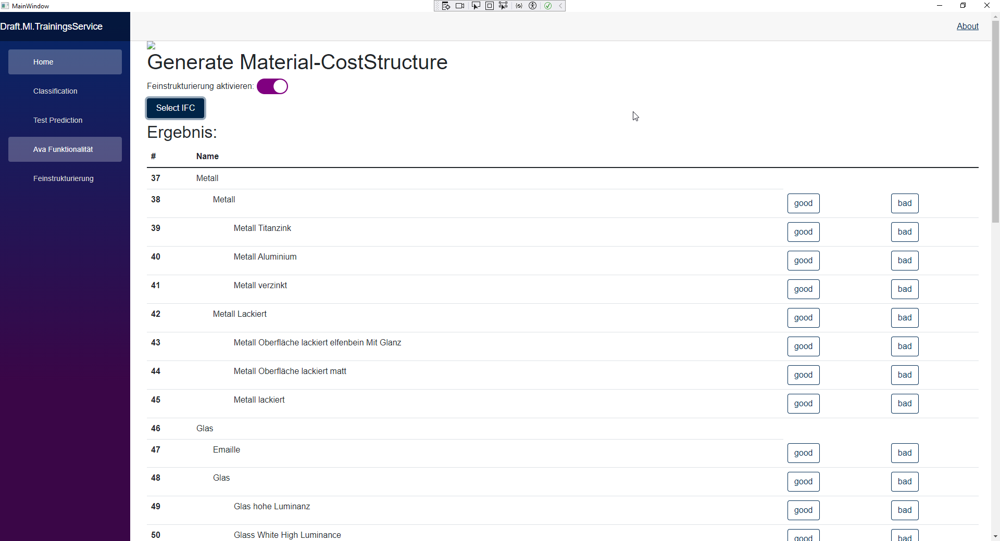 MainWindow
Draft.Ml.TrainingsService
About
Home
Classification
Test Prediction
Ava Funktionalität
Feinstrukturierung
Generate Material-CostStructure
Feinstrukturierung aktivieren:
Select IFC
Ergebnis:
# Name
37 Metall
38 Metall good bad
39 Metall Titanzink good bad
40 Metall Aluminium good bad
41 Metall verzinkt good bad
42 Metall Lackiert good bad
43 Metall Oberfläche lackiert elfenbein Mit Glanz good bad
44 Metall Oberfläche lackiert matt good bad
45 Metall lackiert good bad
46 Glas
47 Emaille good bad
48 Glas good bad
49 Glas hohe Luminanz good bad
50 Glass White High Luminance good bad